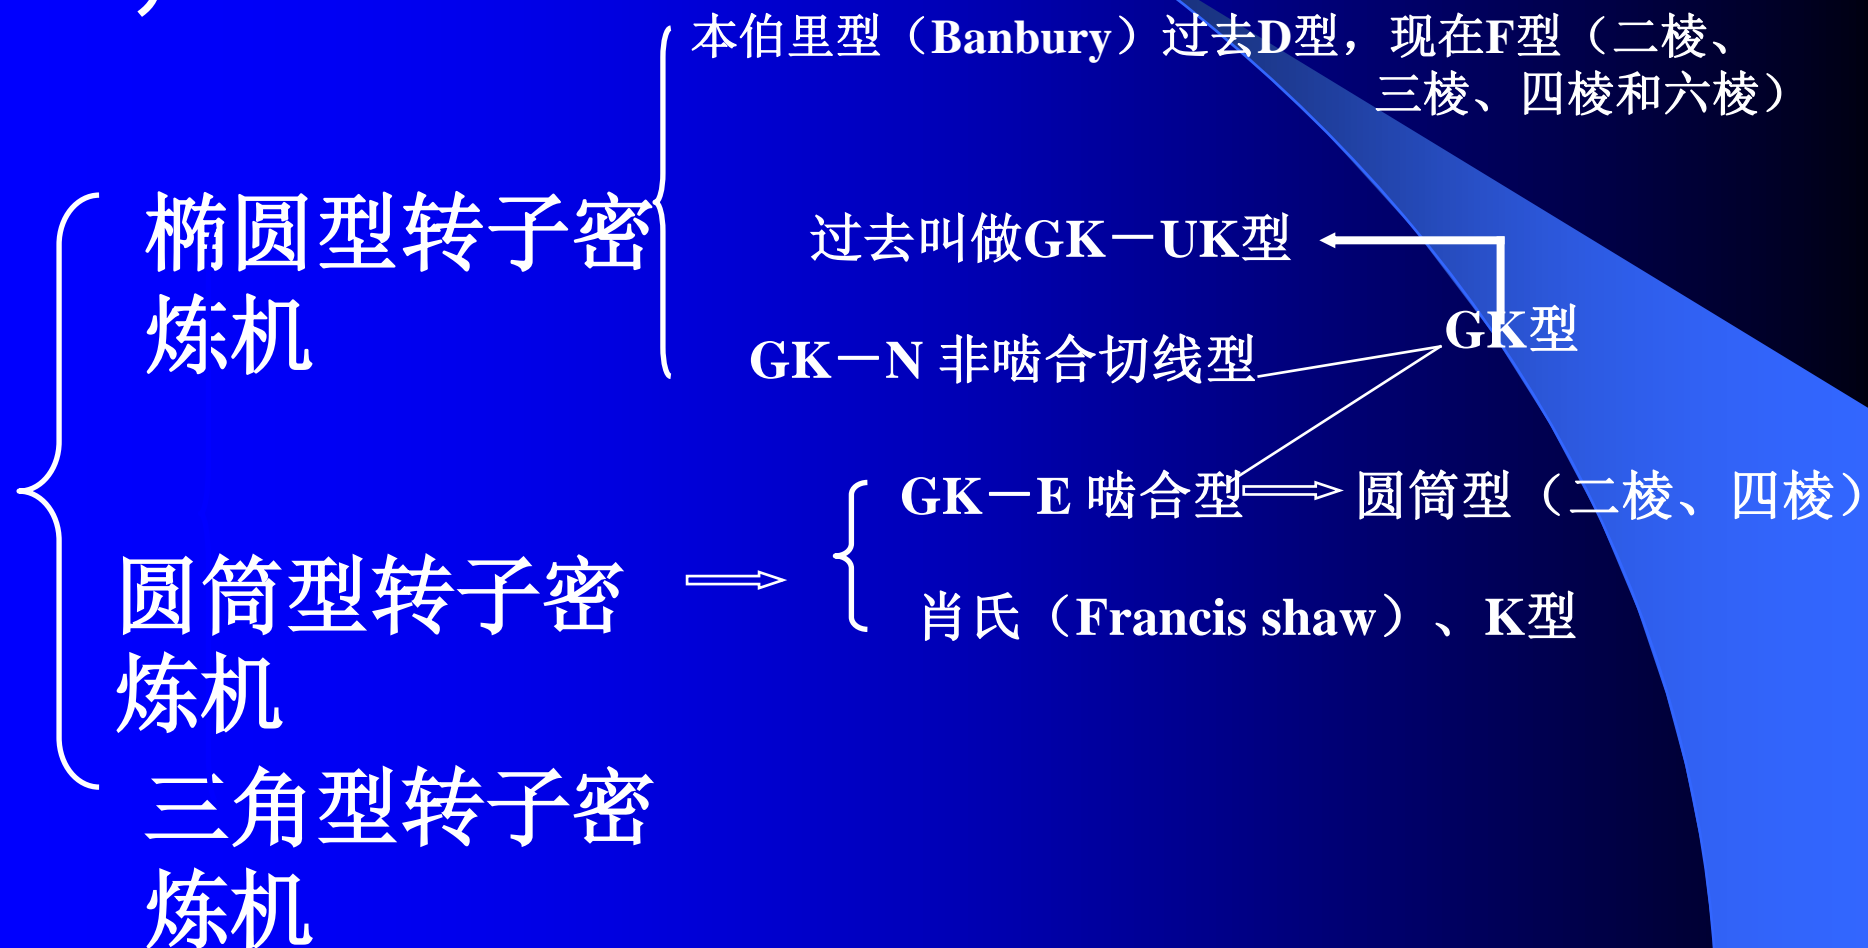 本伯里型（Banbury）过去D型，现在F型（二棱、
三棱、四棱和六棱）
椭圆型转子密
炼机
过去叫做GK－UK型
GK型
GK－N 非啮合切线型
GK－E 啮合型
圆筒型（二棱、四棱）
圆筒型转子密
炼机
肖氏（Francis shaw）、K型
三角型转子密
炼机